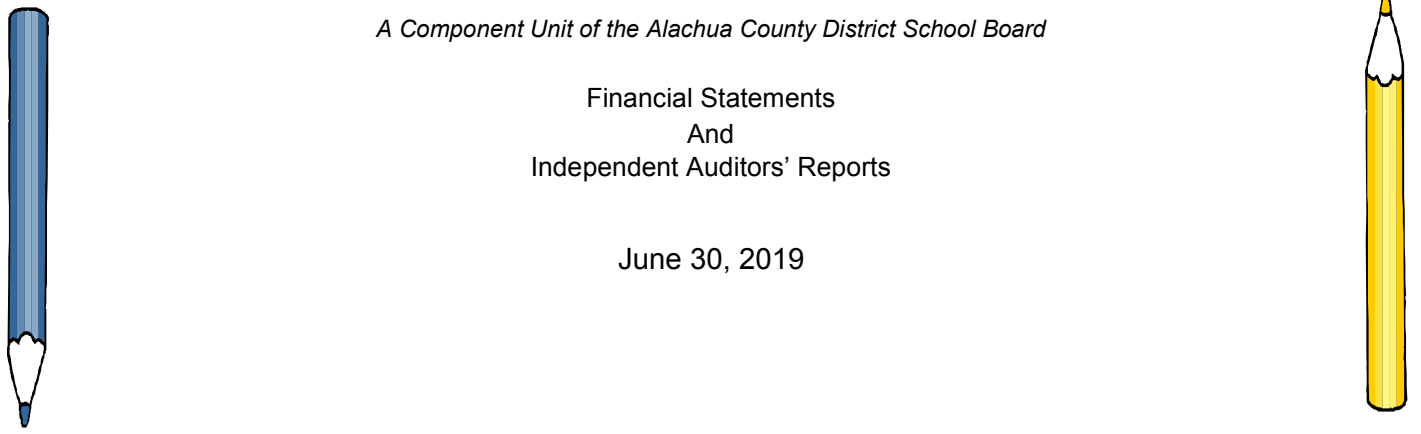 A Component Unit of the Alachua County District School Board
Financial Statements
And
Independent Auditors’ Reports
June 30, 2019